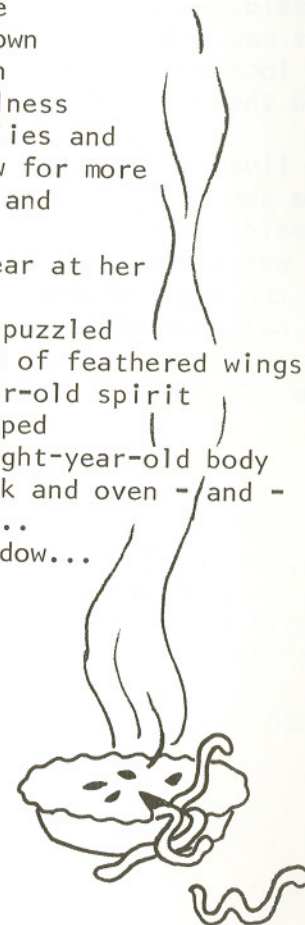 ness
ies and
for more
and
ear at her
puzzled
of feathered wings
r-old spirit
ped
ght-year-old body
k and oven - and -
..
dow...